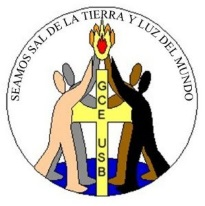 SEAMOS SAL DE LA TIERRA Y LUZ DEL MUNDO
GCE USB